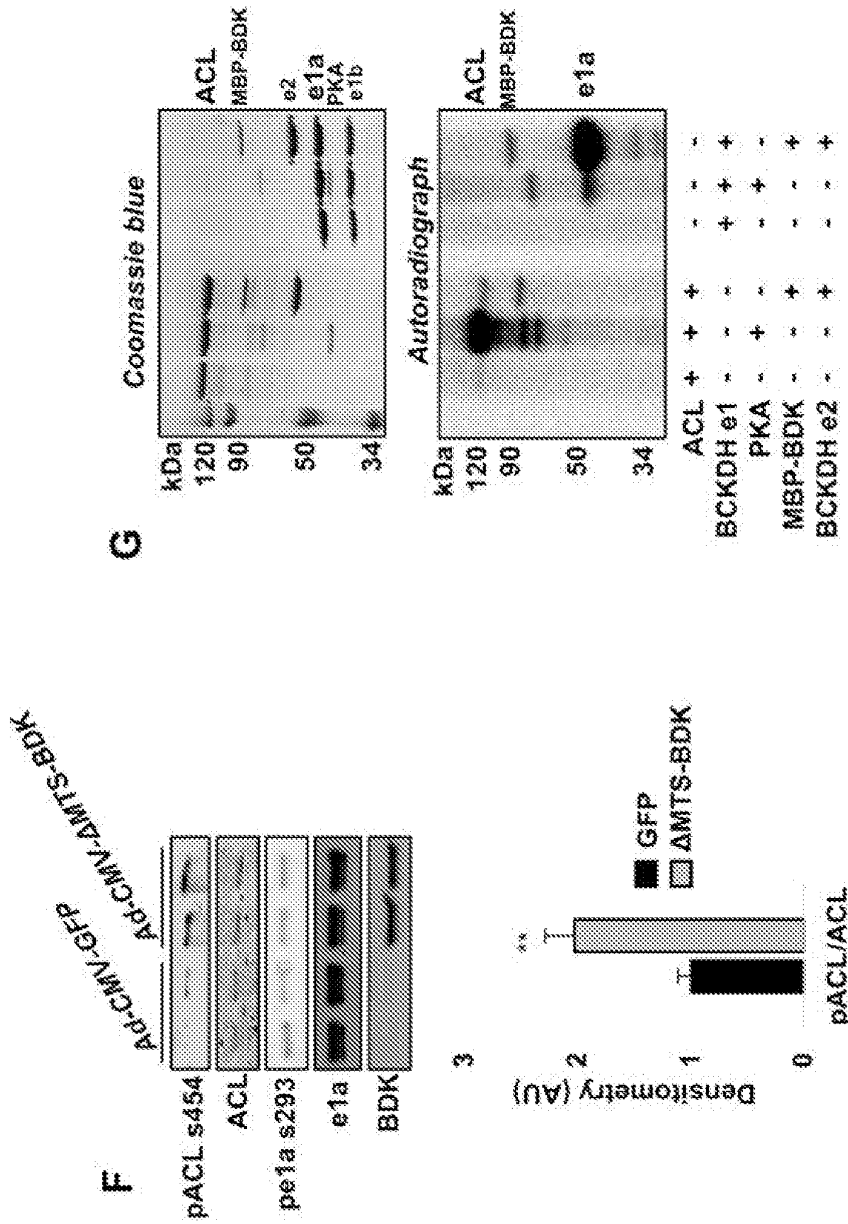 F
Ad-CMV-GFP
Ad-CMV-ΔMTS-BDK
pACL s454
ACL
pe1a s293
e1a
BDK
Densitometry (AU)
3
2
1
0
**
GFP
ΔMTS-BDK
pACL/ACL
G
Coomassie blue
kDa
120
90
50
34
ACL
MBP-BDK
e2
e1a
PKA
e1b
Autoradiograph
kDa
120
90
50
34
ACL
MBP-BDK
e1a
ACL + + + - - -
BCKDH e1 - - - + + +
PKA - + - - + -
MBP-BDK - - + - - +
BCKDH e2 - - + - - +